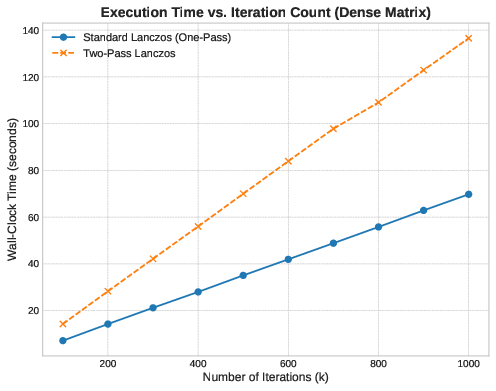 Execution Time vs. Iteration Count (Dense Matrix)
Standard Lanczos (One-Pass)
Two-Pass Lanczos
Wall-Clock Time (seconds)
140
120
100
80
60
40
20
200
400
600
800
1000
Number of Iterations (k)